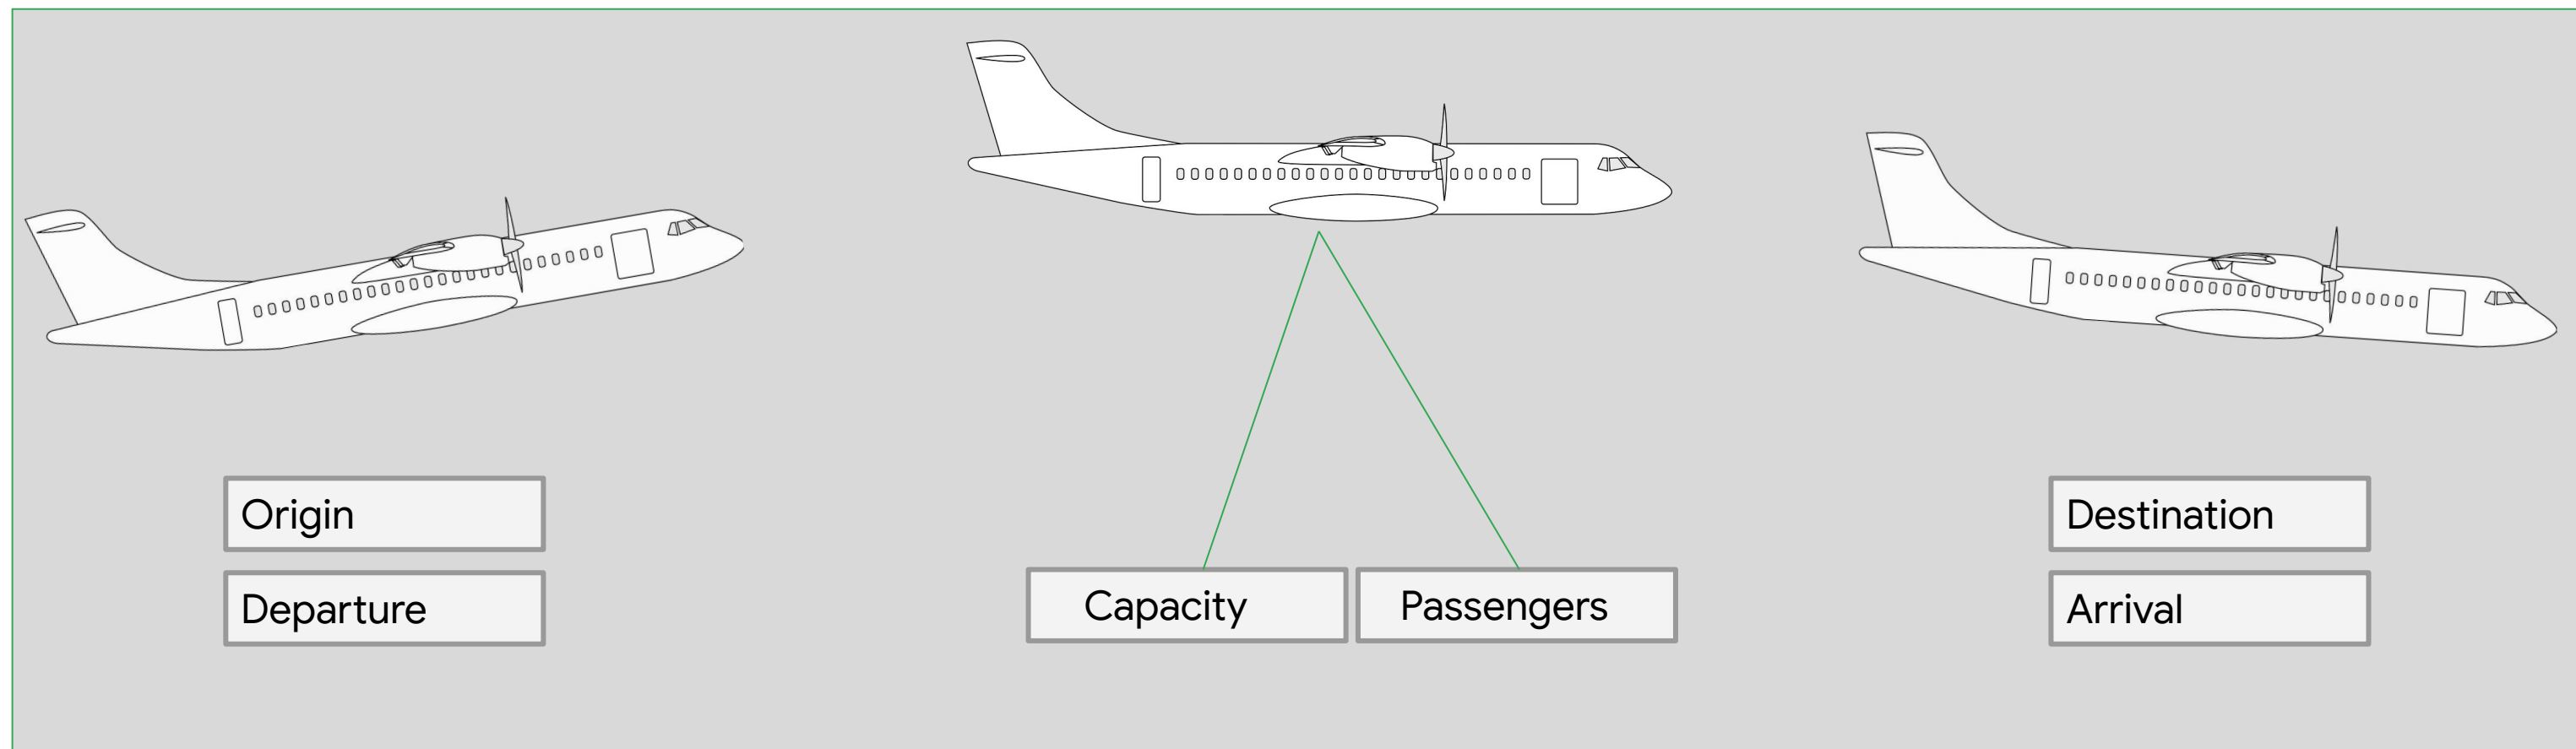 Origin
Departure
Capacity
Passengers
Destination
Arrival